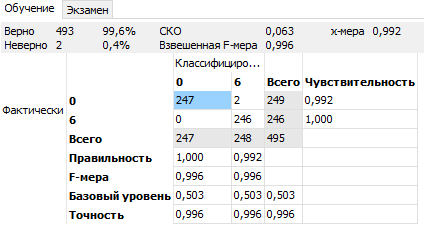 Обучение Экзамен
Верно 493 99,6% СКО 0,063 х-мера 0,992
Неверно 2 0,4% Взвешенная F-мера 0,996
Классифициро...
0 6 Всего Чувствительность
Фактически 0 247 2 249 0,992
6 0 246 246 1,000
Всего 247 248 495
Правильность 1,000 0,992
F-мера 0,996 0,996
Базовый уровень 0,503 0,503 0,503
Точность 0,996 0,996 0,996